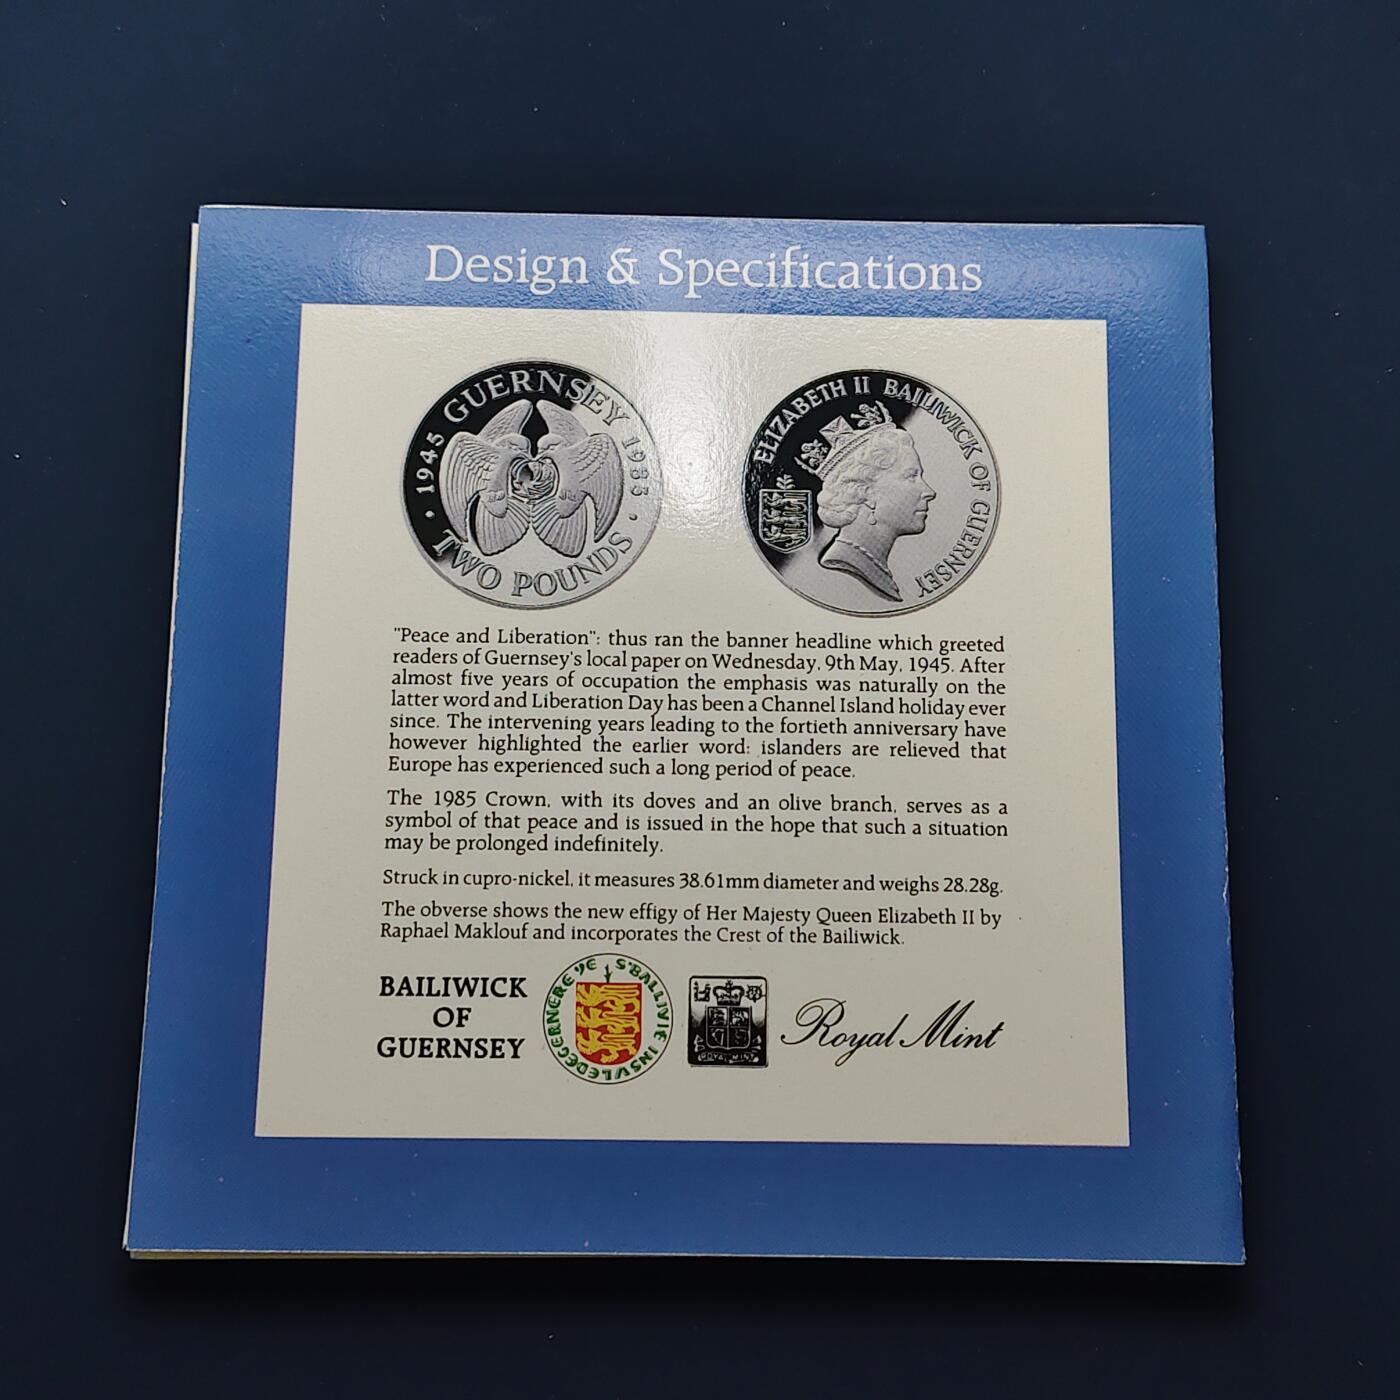 Design & Specifications
GUERNSEY
1945 1985
TWO POUNDS
ELIZABETH II BAILIWICK OF GUERNSEY
"Peace and Liberation": thus ran the banner headline which greeted
readers of Guernsey's local paper on Wednesday, 9th May, 1945. After
almost five years of occupation the emphasis was naturally on the
latter word and Liberation Day has been a Channel Island holiday ever
since. The intervening years leading to the fortieth anniversary have
however highlighted the earlier word: islanders are relieved that
Europe has experienced such a long period of peace.
The 1985 Crown, with its doves and an olive branch, serves as a
symbol of that peace and is issued in the hope that such a situation
may be prolonged indefinitely.
Struck in cupro-nickel, it measures 38.61mm diameter and weighs 28.28g.
The obverse shows the new effigy of Her Majesty Queen Elizabeth II by
Raphael Maklouf and incorporates the Crest of the Bailiwick.
BAILIWICK
OF
GUERNSEY
S'BALLIVIE INSVLEDEGERNERE
ROYAL MINT
Royal Mint